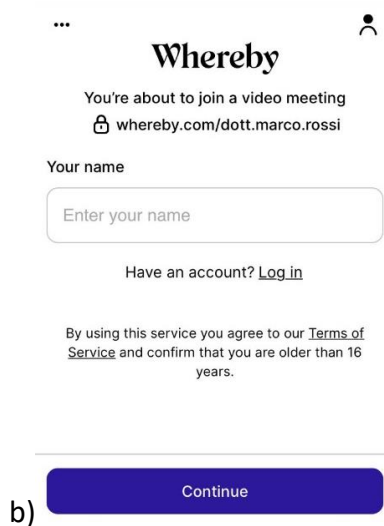 Whereby
You're about to join a video meeting
whereby.com/dott.marco.rossi
Your name
Enter your name
Have an account? Log in
By using this service you agree to our Terms of
Service and confirm that you are older than 16
years.
Continue
b)